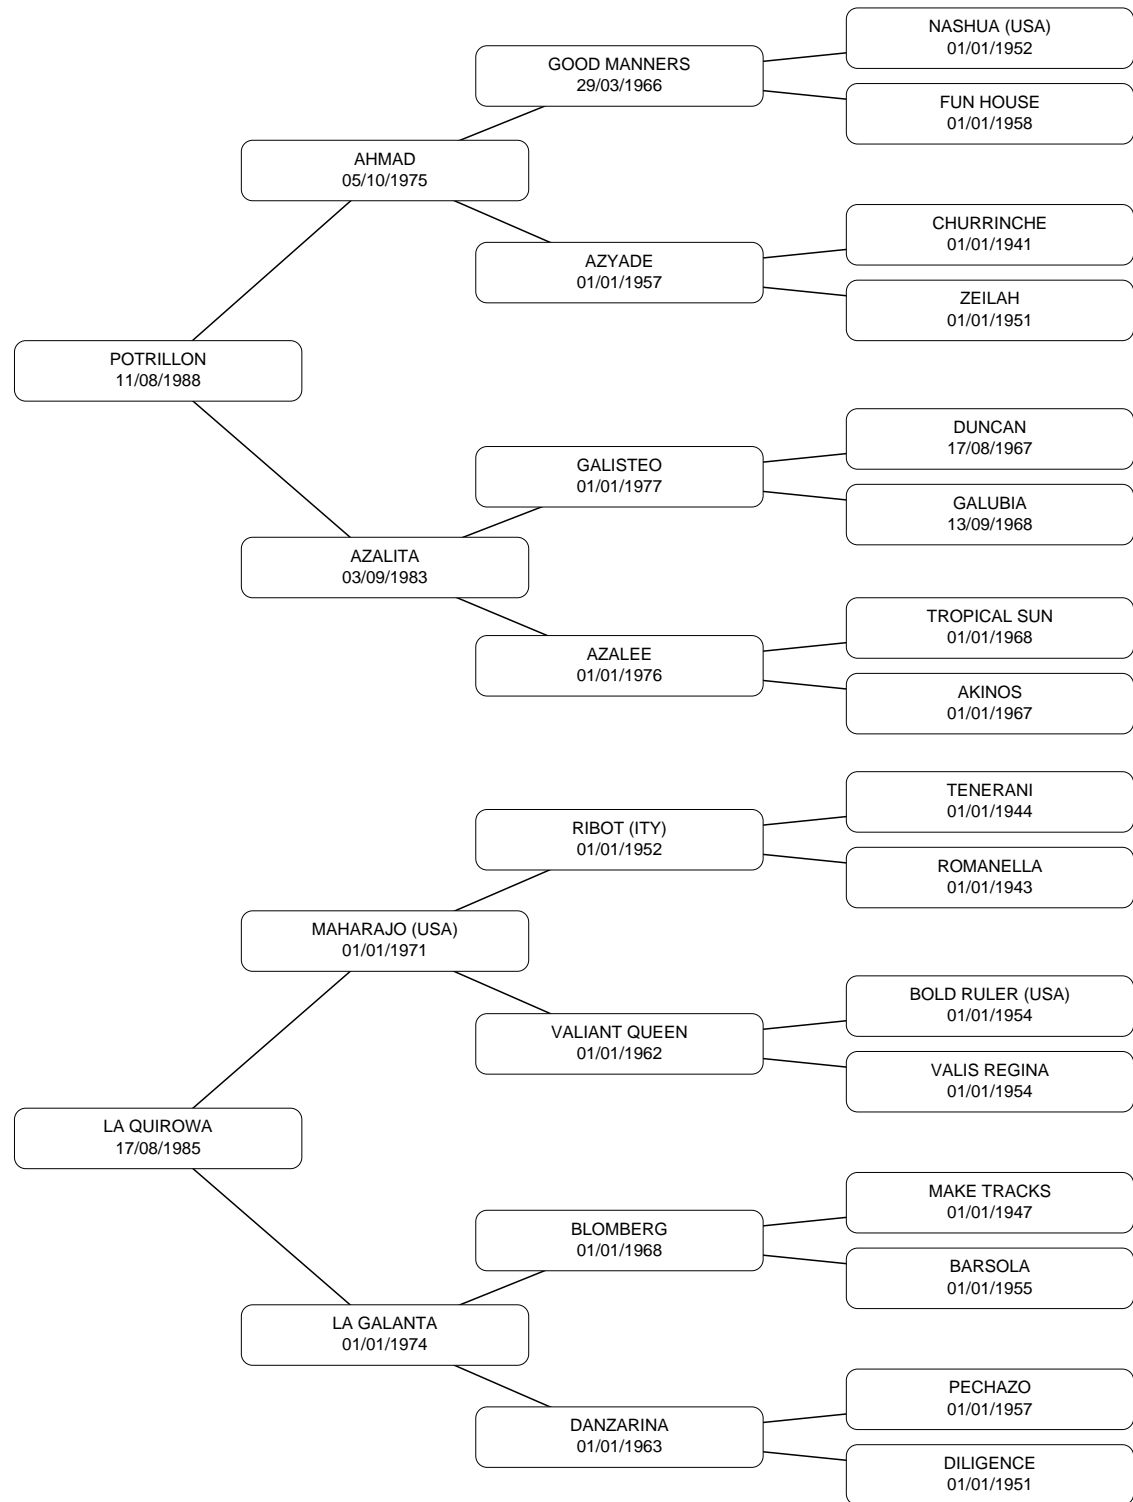 NASHUA (USA)
01/01/1952
GOOD MANNERS
29/03/1966
FUN HOUSE
01/01/1958
AHMAD
05/10/1975
CHURRINCHE
01/01/1941
AZYADE
01/01/1957
ZEILAH
01/01/1951
POTRILLON
11/08/1988
DUNCAN
17/08/1967
GALISTEO
01/01/1977
GALUBIA
13/09/1968
AZALITA
03/09/1983
TROPICAL SUN
01/01/1968
AZALEE
01/01/1976
AKINOS
01/01/1967
TENERANI
01/01/1944
RIBOT (ITY)
01/01/1952
ROMANELLA
01/01/1943
MAHARAJO (USA)
01/01/1971
BOLD RULER (USA)
01/01/1954
VALIANT QUEEN
01/01/1962
VALIS REGINA
01/01/1954
LA QUIROWA
17/08/1985
MAKE TRACKS
01/01/1947
BLOMBERG
01/01/1968
BARSOLA
01/01/1955
LA GALANTA
01/01/1974
PECHAZO
01/01/1957
DANZARINA
01/01/1963
DILIGENCE
01/01/1951